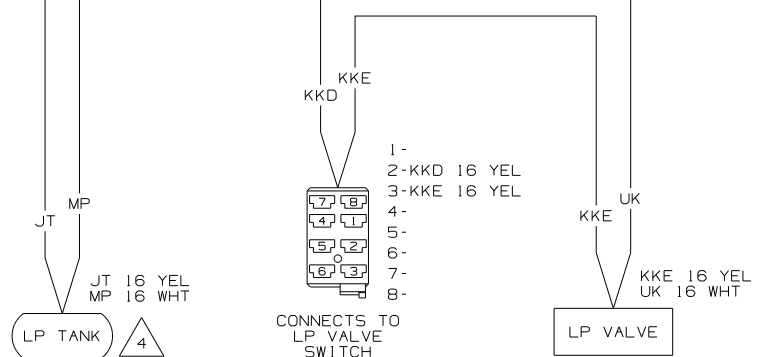 KKE
KKD
1-
2-KKD 16 YEL
3-KKE 16 YEL
4-
5-
6-
7-
8-
7 8
4 1
5 2
6 3
MP
JT
UK
KKE
JT 16 YEL
MP 16 WHT
KKE 16 YEL
UK 16 WHT
LP TANK
4
CONNECTS TO
LP VALVE
SWITCH
LP VALVE